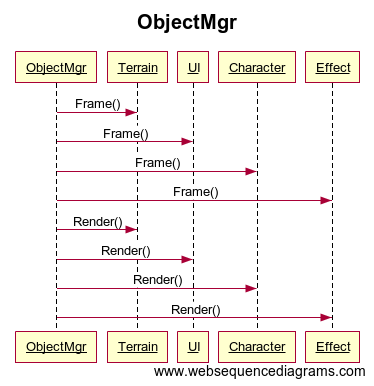 ObjectMgr
ObjectMgr Terrain UI Character Effect
Frame()
Frame()
Frame()
Frame()
Render()
Render()
Render()
Render()
ObjectMgr Terrain UI Character Effect
www.websequencediagrams.com